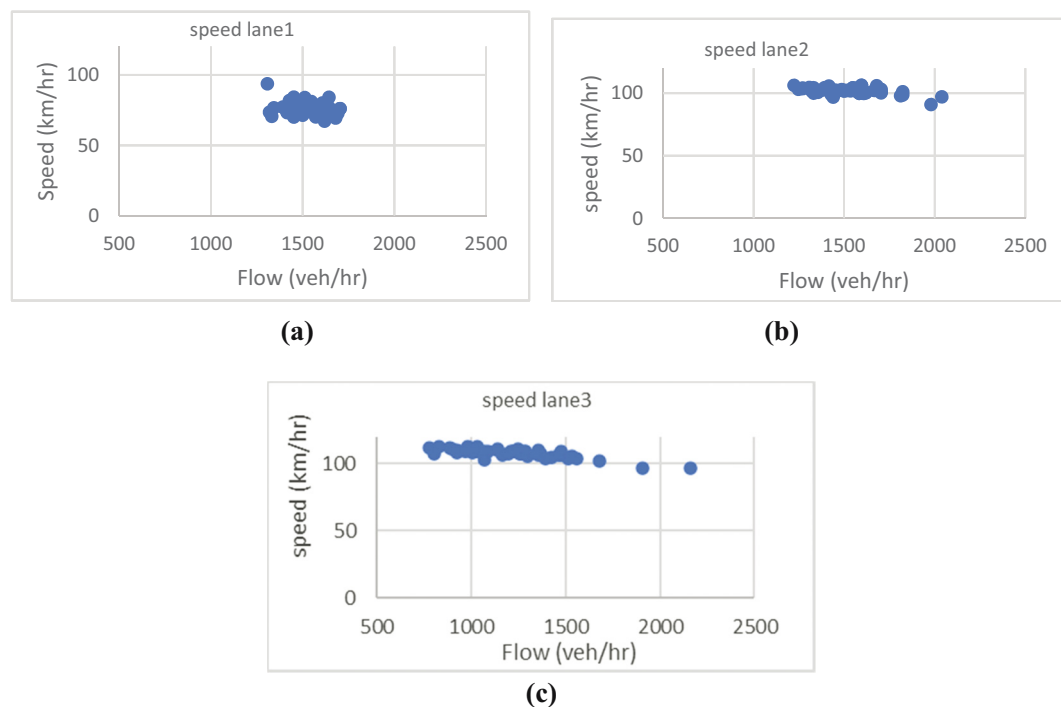 speed lane1
Speed (km/hr)
100
50
0
500 1000 1500 2000 2500
Flow (veh/hr)
(a)
speed lane2
speed (km/hr)
100
50
0
500 1000 1500 2000 2500
Flow (veh/hr)
(b)
speed lane3
speed (km/hr)
100
50
0
500 1000 1500 2000 2500
Flow (veh/hr)
(c)